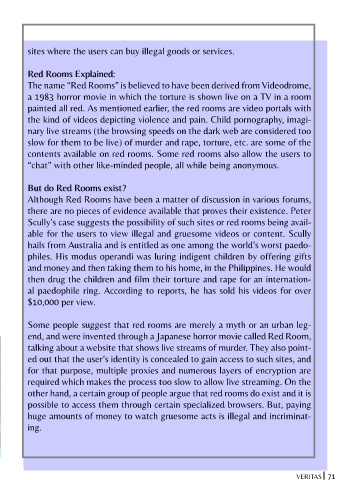 sites where the users can buy illegal goods or services.
Red Rooms Explained:
The name “Red Rooms” is believed to have been derived from Videodrome,
a 1983 horror movie in which the torture is shown live on a TV in a room
painted all red. As mentioned earlier, the red rooms are video portals with
the kind of videos depicting violence and pain. Child pornography, imagi-
nary live streams (the browsing speeds on the dark web are considered too
slow for them to be live) of murder and rape, torture, etc. are some of the
contents available on red rooms. Some red rooms also allow the users to
“chat” with other like-minded people, all while being anonymous.
But do Red Rooms exist?
Although Red Rooms have been a matter of discussion in various forums,
there are no pieces of evidence available that proves their existence. Peter
Scully’s case suggests the possibility of such sites or red rooms being avail-
able for the users to view illegal and gruesome videos or content. Scully
hails from Australia and is entitled as one among the world’s worst paedo-
philes. His modus operandi was luring indigent children by offering gifts
and money and then taking them to his home, in the Philippines. He would
then drug the children and film their torture and rape for an internation-
al paedophile ring. According to reports, he has sold his videos for over
$10,000 per view.
Some people suggest that red rooms are merely a myth or an urban leg-
end, and were invented through a Japanese horror movie called Red Room,
talking about a website that shows live streams of murder. They also point-
ed out that the user’s identity is concealed to gain access to such sites, and
for that purpose, multiple proxies and numerous layers of encryption are
required which makes the process too slow to allow live streaming. On the
other hand, a certain group of people argue that red rooms do exist and it is
possible to access them through certain specialized browsers. But, paying
huge amounts of money to watch gruesome acts is illegal and incriminat-
ing.
VERITAS | 71